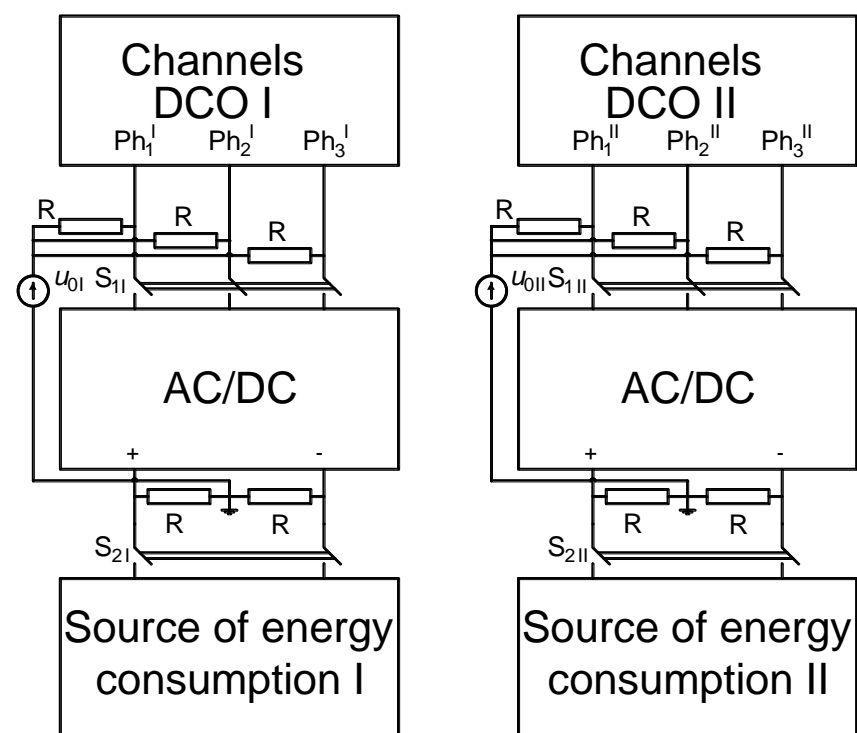 Channels
DCO I
Ph₁ᴵ Ph₂ᴵ Ph₃ᴵ
R
R
R
u₀I S₁I
AC/DC
+ -
R R
S₂I
Source of energy
consumption I
Channels
DCO II
Ph₁ᴵᴵ Ph₂ᴵᴵ Ph₃ᴵᴵ
R
R
R
u₀II S₁II
AC/DC
+ -
R R
S₂II
Source of energy
consumption II